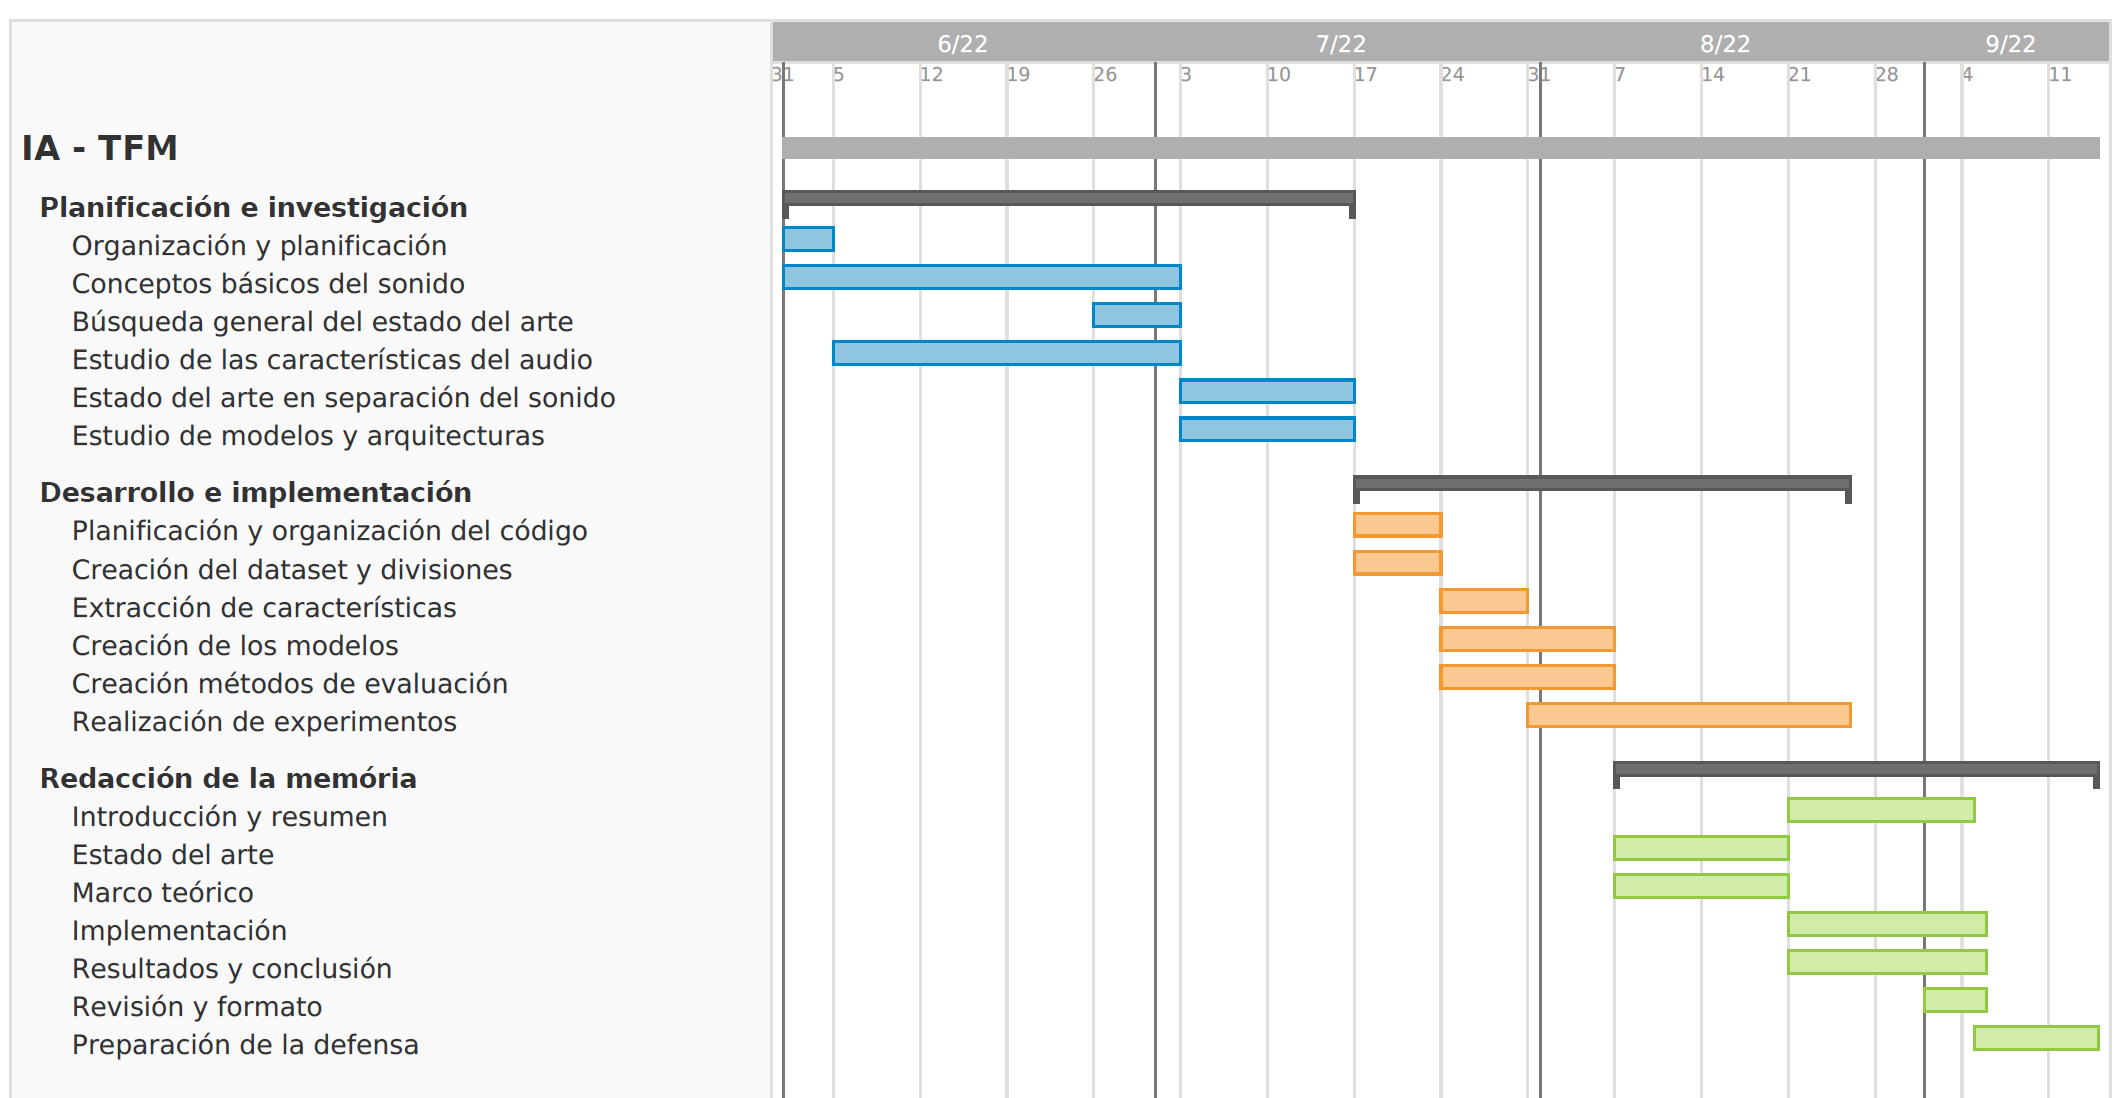 6/22 7/22 8/22 9/22
31 5 12 19 26 3 10 17 24 31 7 14 21 28 4 11
IA - TFM
Planificación e investigación
Organización y planificación
Conceptos básicos del sonido
Búsqueda general del estado del arte
Estudio de las características del audio
Estado del arte en separación del sonido
Estudio de modelos y arquitecturas
Desarrollo e implementación
Planificación y organización del código
Creación del dataset y divisiones
Extracción de características
Creación de los modelos
Creación métodos de evaluación
Realización de experimentos
Redacción de la memória
Introducción y resumen
Estado del arte
Marco teórico
Implementación
Resultados y conclusión
Revisión y formato
Preparación de la defensa